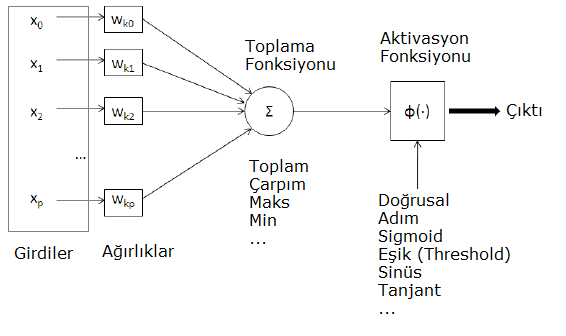 x0
wk0
x1
wk1
x2
wk2
...
xp
wkp
Girdiler
Ağırlıklar
Toplama
Fonksiyonu
Σ
Toplam
Çarpım
Maks
Min
...
Aktivasyon
Fonksiyonu
φ(·)
Çıktı
Doğrusal
Adım
Sigmoid
Eşik (Threshold)
Sinüs
Tanjant
...